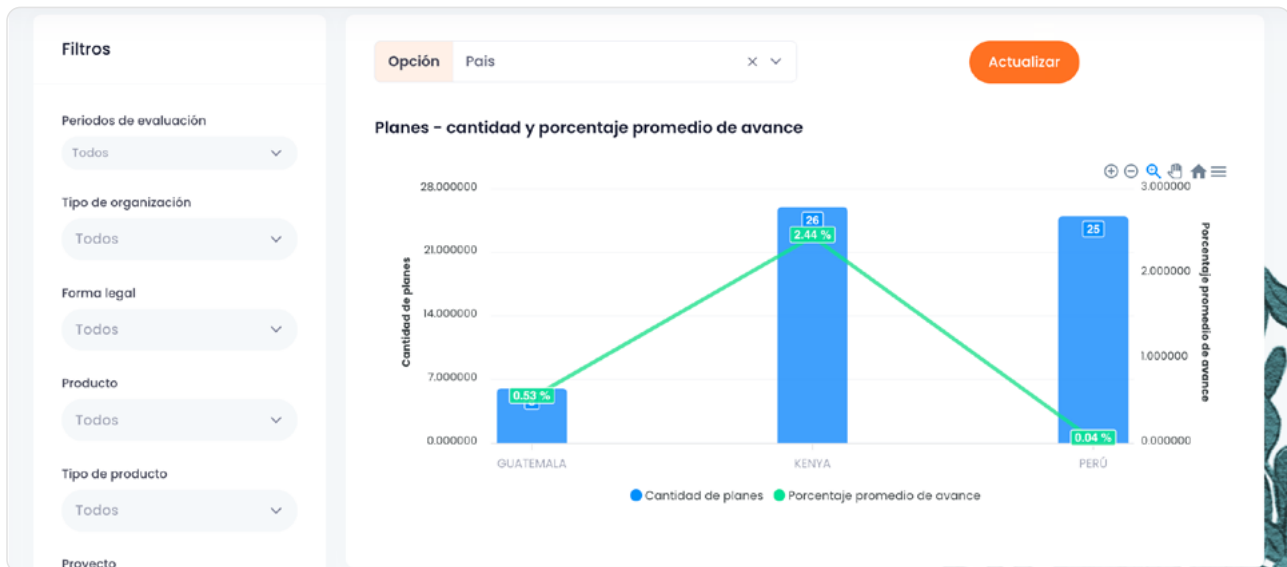 Filtros
Periodos de evaluación
Todos
Tipo de organización
Todos
Forma legal
Todos
Producto
Todos
Tipo de producto
Todos
Proyecto
Opción Pais
Actualizar
Planes - cantidad y porcentaje promedio de avance
28.000000
21.000000
14.000000
7.000000
0.000000
Cantidad de planes
3.000000
2.000000
1.000000
0.000000
Porcentaje promedio de avance
0.53 %
26
2.44 %
25
0.04 %
GUATEMALA KENYA PERÚ
Cantidad de planes Porcentaje promedio de avance